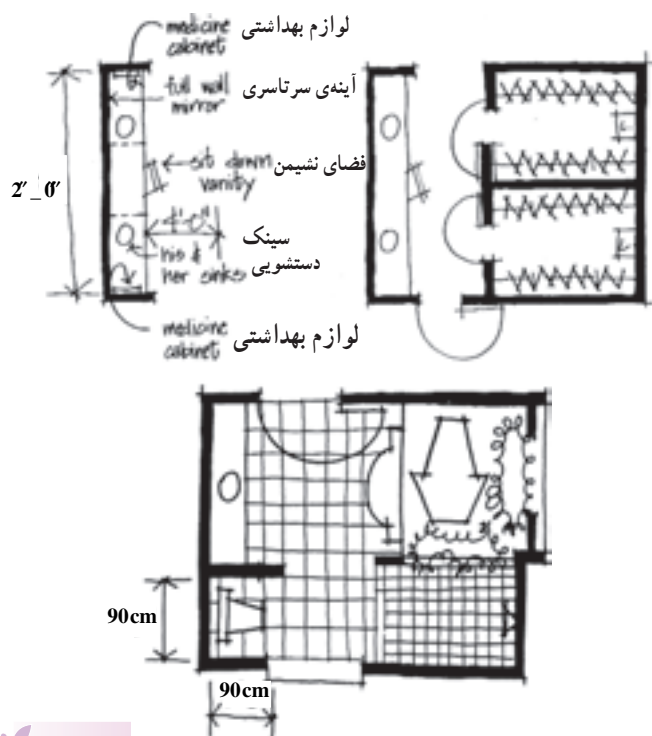 medicine cabinet لوازم بهداشتی
full wall mirror آینه‌ی سرتاسری
sit down vanity فضای نشیمن
2′_0′
4'-0"
his & her sinks سینک دستشویی
medicine cabinet لوازم بهداشتی
90cm
90cm